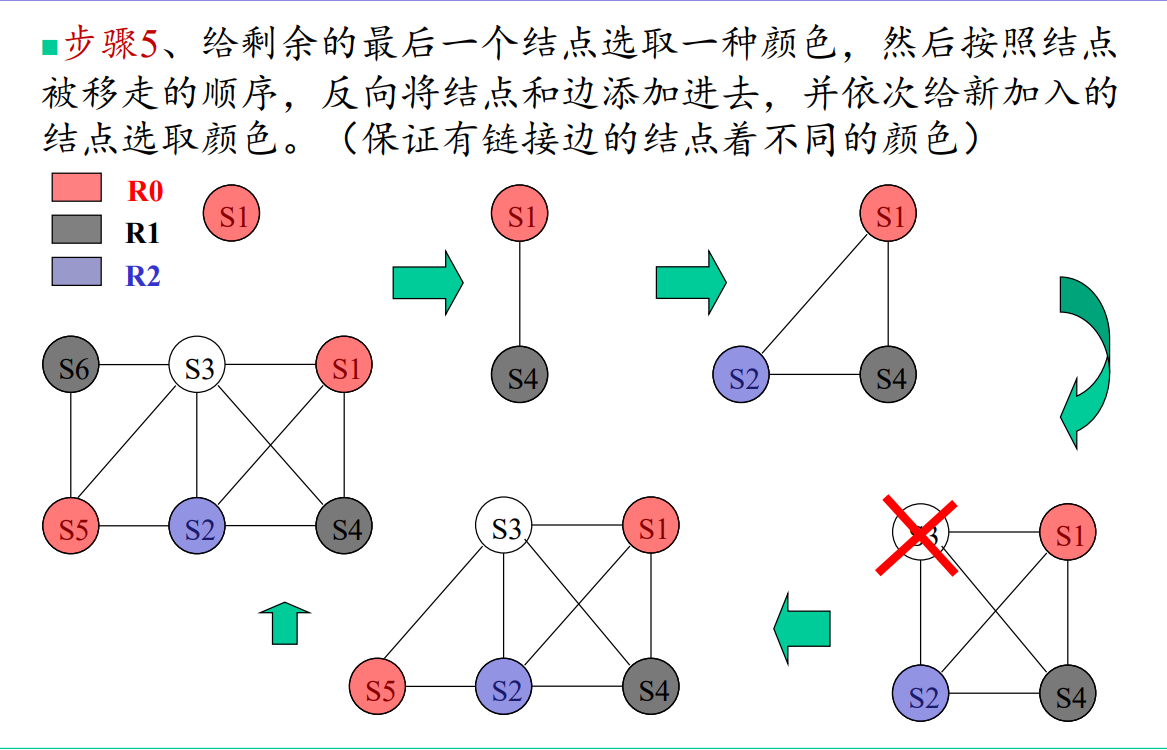 步骤5、给剩余的最后一个结点选取一种颜色，然后按照结点
被移走的顺序，反向将结点和边添加进去，并依次给新加入的
结点选取颜色。（保证有链接边的结点着不同的颜色）
R0
R1
R2
S1
S1
S4
S1
S2
S4
S6
S3
S1
S5
S2
S4
S3
S1
S5
S2
S4
S3
S1
S2
S4